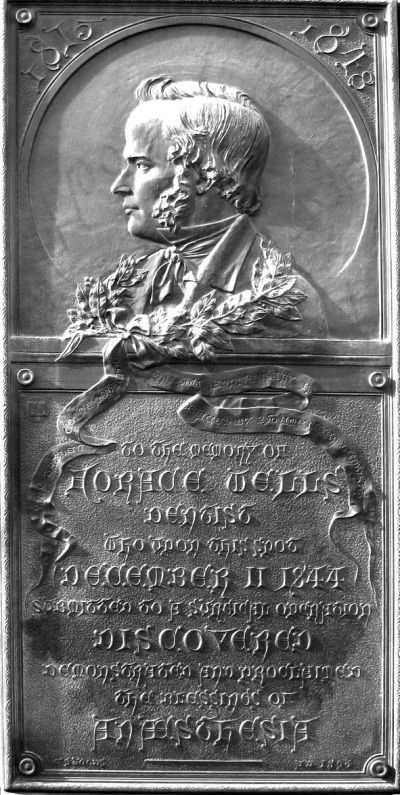 1815 1848
TO THE MEMORY OF
HORACE WELLS
DENTIST
WHO UPON THIS SPOT
DECEMBER 11 1844
SUBMITTED TO A SURGICAL OPERATION
DISCOVERED
DEMONSTRATED AND PROCLAIMED
THE BLESSINGS OF
ANÆSTHESIA